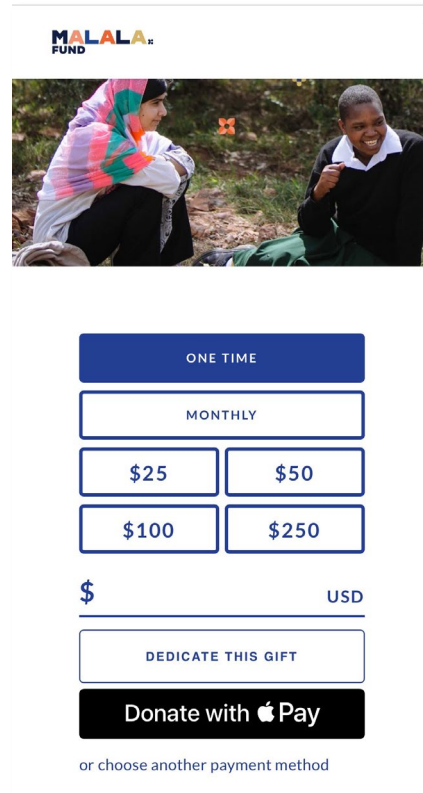 MALALA
FUND
ONE TIME
MONTHLY
$25 $50
$100 $250
$ USD
DEDICATE THIS GIFT
Donate with Pay
or choose another payment method